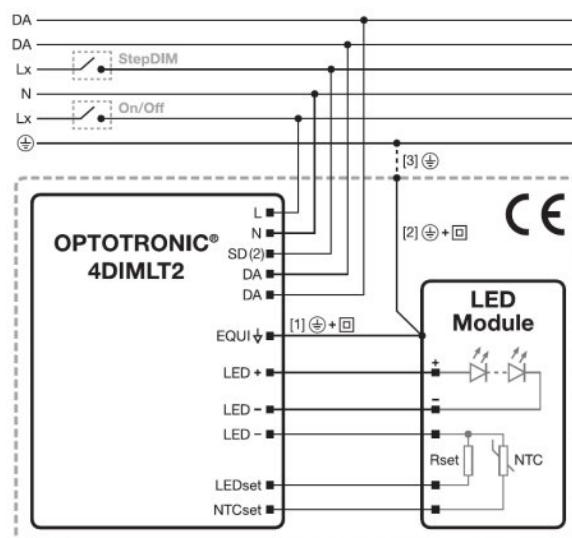 DA
DA
Lx StepDIM
N
Lx On/Off
[3]
[2] +
CE
OPTOTRONIC®
4DIMLT2
L
N
SD(2)
DA
DA
EQUI
[1] +
LED +
LED -
LED -
LEDset
NTCset
LED
Module
+
-
Rset
NTC